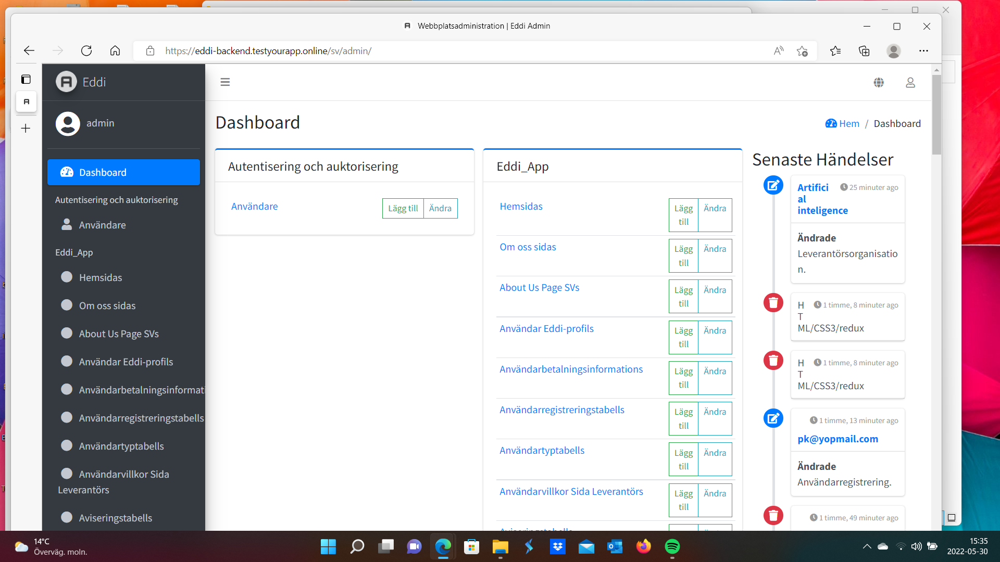 Webbplatsadministration | Eddi Admin
https://eddi-backend.testyourapp.online/sv/admin/
Eddi
admin
Dashboard
Autentisering och auktorisering
Användare
Eddi_App
Hemsidas
Om oss sidas
About Us Page SVs
Användar Eddi-profils
Användarbetalningsinformati
Användarregistreringstabells
Användartyptabells
Användarvillkor Sida
Leverantörs
Aviseringstabells
Dashboard
Hem / Dashboard
Autentisering och auktorisering
Användare Lägg till Ändra
Eddi_App
Hemsidas Lägg till Ändra
Om oss sidas Lägg till Ändra
About Us Page SVs Lägg till Ändra
Användar Eddi-profils Lägg till Ändra
Användarbetalningsinformations Lägg till Ändra
Användarregistreringstabells Lägg till Ändra
Användartyptabells Lägg till Ändra
Användarvillkor Sida Leverantörs Lägg till Ändra
Senaste Händelser
Artifici 25 minuter ago
al
inteligence
Ändrade
Leverantörsorganisatio
n.
H 1 timme, 8 minuter ago
T
ML/CSS3/redux
H 1 timme, 8 minuter ago
T
ML/CSS3/redux
1 timme, 13 minuter ago
pk@yopmail.com
Ändrade
Användarregistrering.
1 timme, 49 minuter ago
14°C
Överväg. moln.
15:35
2022-05-30